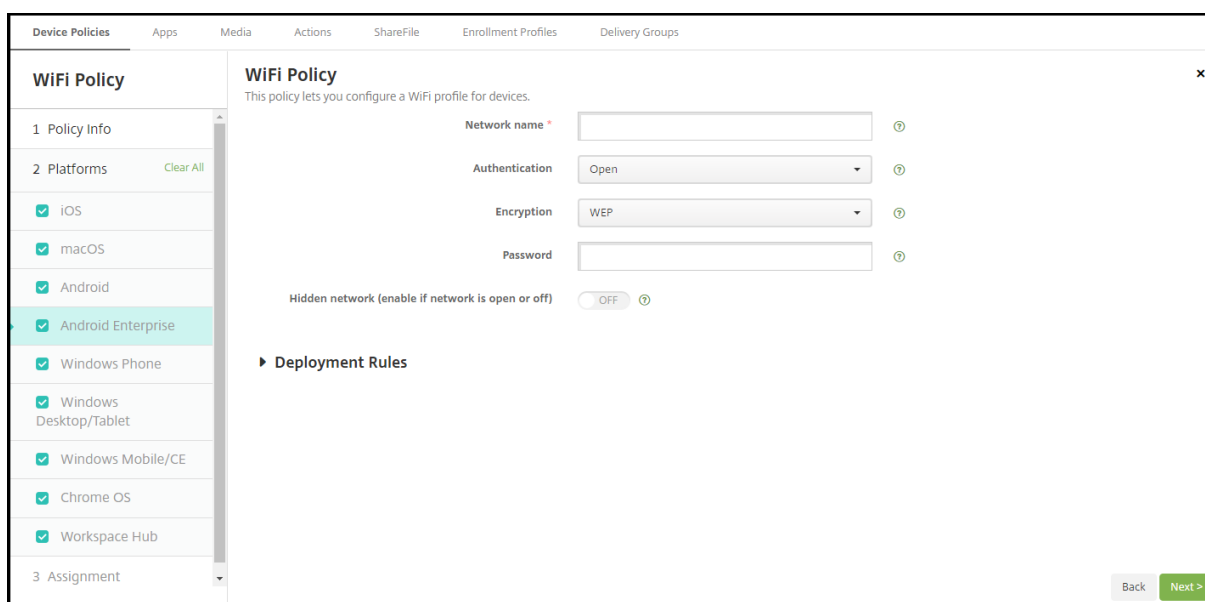 Device Policies Apps Media Actions ShareFile Enrollment Profiles Delivery Groups
WiFi Policy
1 Policy Info
2 Platforms Clear All
iOS
macOS
Android
Android Enterprise
Windows Phone
Windows
Desktop/Tablet
Windows Mobile/CE
Chrome OS
Workspace Hub
3 Assignment
WiFi Policy
This policy lets you configure a WiFi profile for devices.
Network name *
Authentication Open
Encryption WEP
Password
Hidden network (enable if network is open or off) OFF
Deployment Rules
Back Next >